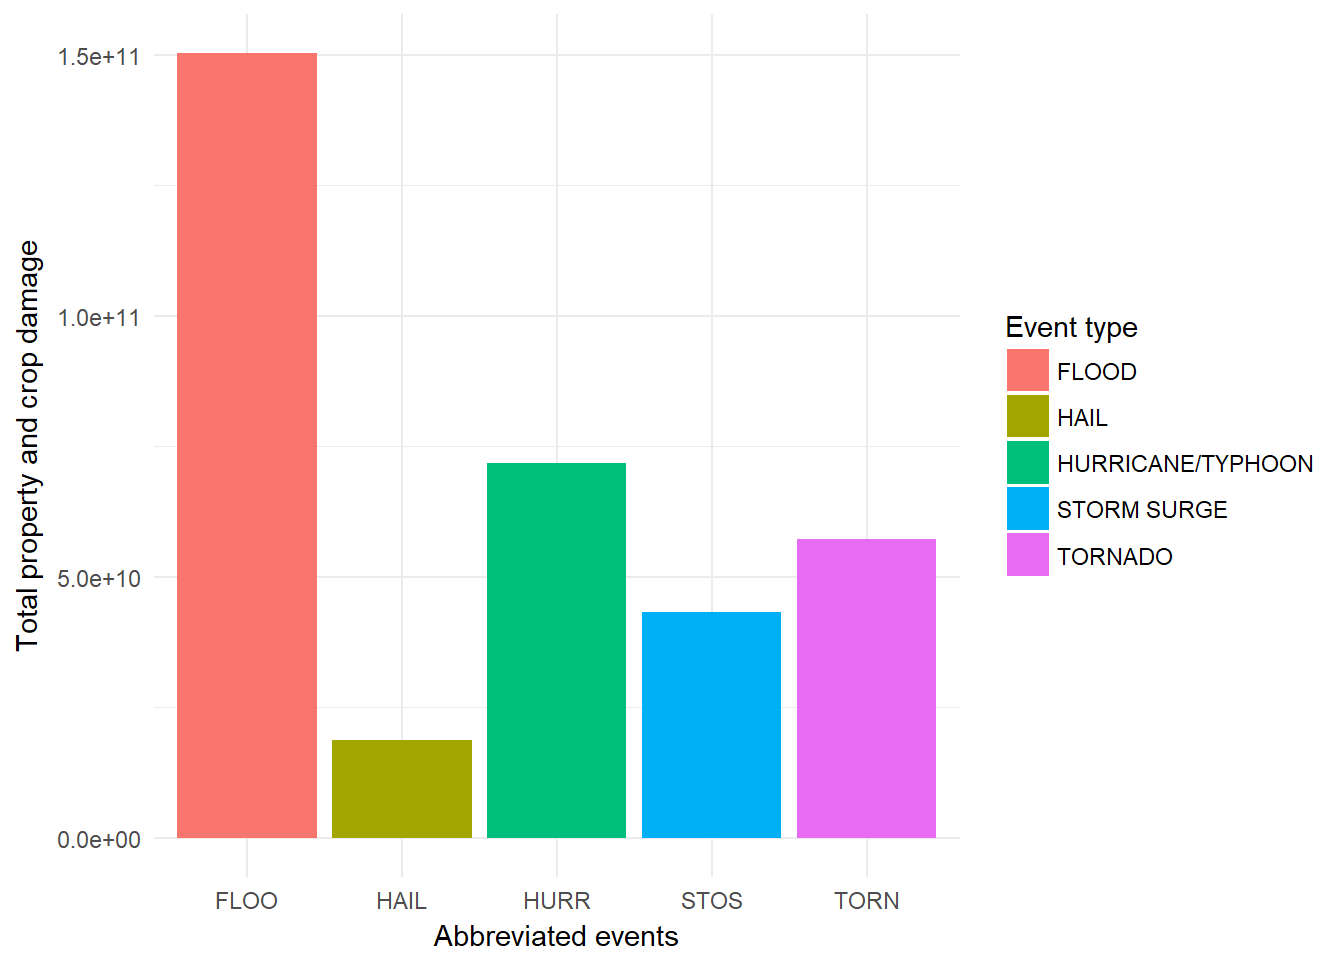 Total property and crop damage
1.5e+11
1.0e+11
5.0e+10
0.0e+00
FLOO
HAIL
HURR
STOS
TORN
Abbreviated events
Event type
FLOOD
HAIL
HURRICANE/TYPHOON
STORM SURGE
TORNADO